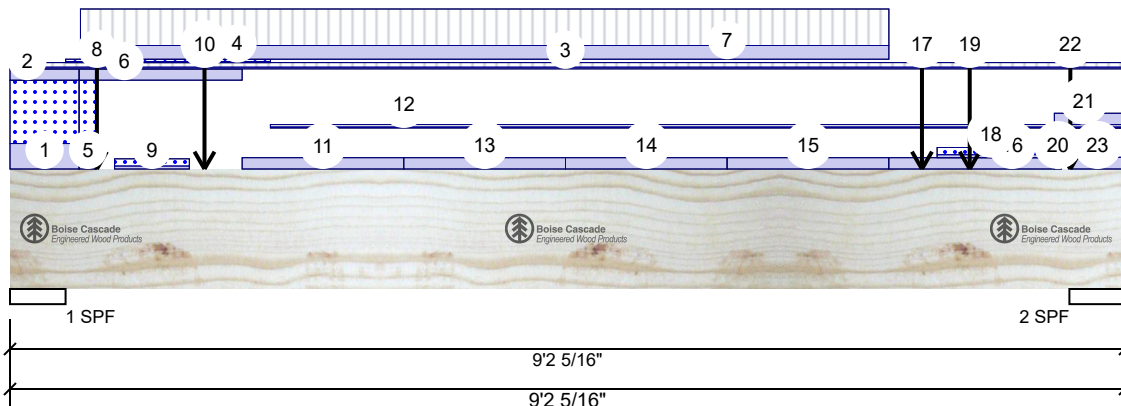 2 8 6 10 4 3 7 17 19 22
12 21
1 5 9 11 13 14 15 18 6 20 23
Boise Cascade
Engineered Wood Products
Boise Cascade
Engineered Wood Products
Boise Cascade
Engineered Wood Products
1 SPF
2 SPF
9'2 5/16"
9'2 5/16"